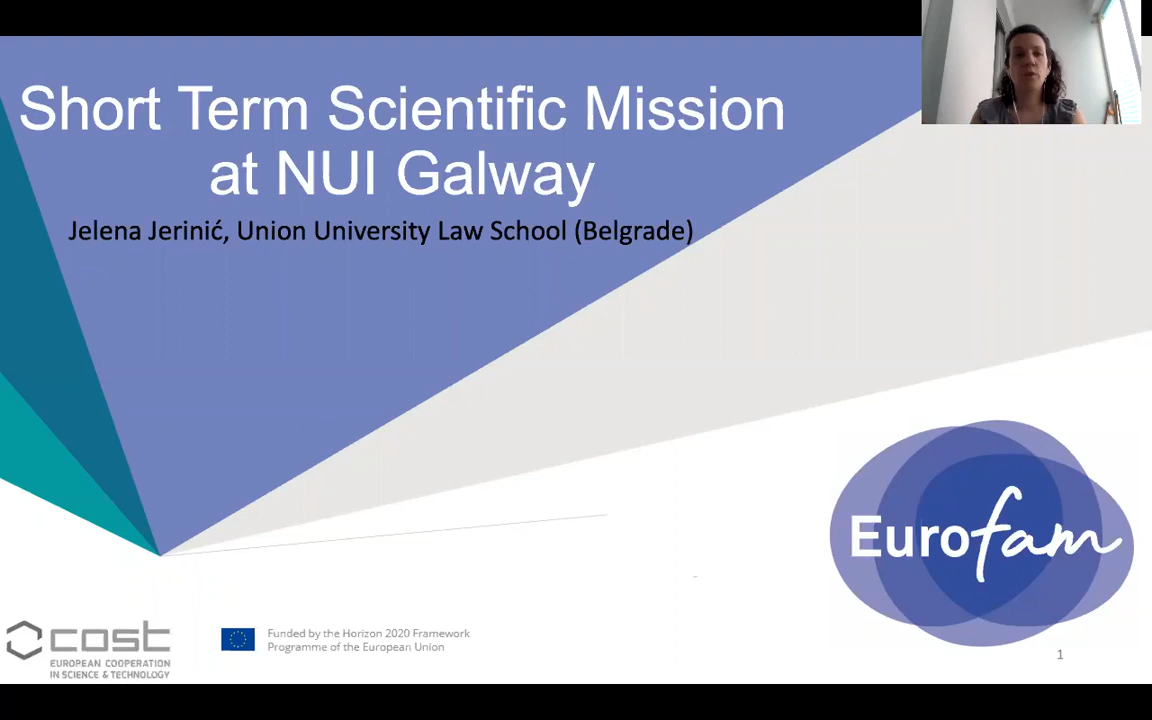 Short Term Scientific Mission
at NUI Galway
Jelena Jerinić, Union University Law School (Belgrade)
Eurofam
cost
EUROPEAN COOPERATION
IN SCIENCE & TECHNOLOGY
Funded by the Horizon 2020 Framework
Programme of the European Union
1